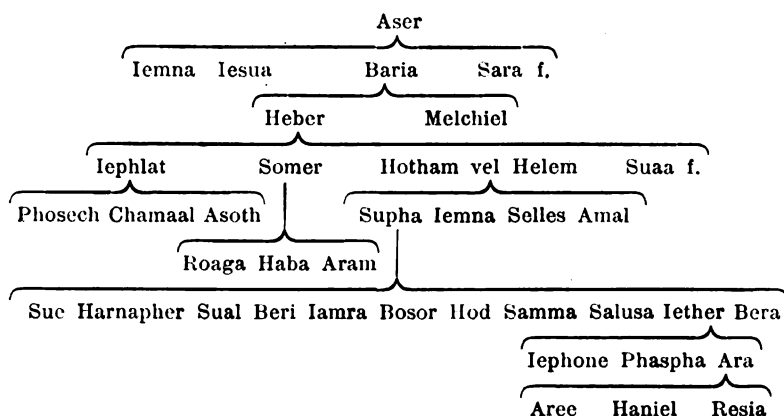 Aser
Iemna Iesua Baria Sara f.
Heber Melchiel
Iephlat Somer Hotham vel Helem Suaa f.
Phosech Chamaal Asoth Supha Iemna Selles Amal
Roaga Haba Aram
Sue Harnapher Sual Beri Iamra Bosor Hod Samma Salusa Iether Bera
Iephone Phaspha Ara
Aree Haniel Resia